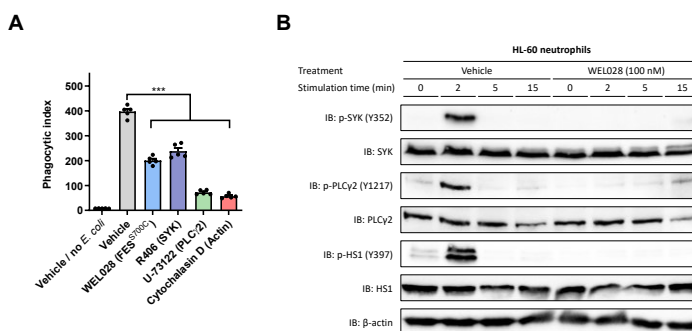 A
Phagocytic index
500
400
300
200
100
0
***
Vehicle / no E. coli
Vehicle
WEL028 (FES^S700C)
R406 (SYK)
U-73122 (PLCγ2)
Cytochalasin D (Actin)
B
HL-60 neutrophils
Treatment Vehicle WEL028 (100 nM)
Stimulation time (min) 0 2 5 15 0 2 5 15
IB: p-SYK (Y352)
IB: SYK
IB: p-PLCγ2 (Y1217)
IB: PLCγ2
IB: p-HS1 (Y397)
IB: HS1
IB: β-actin